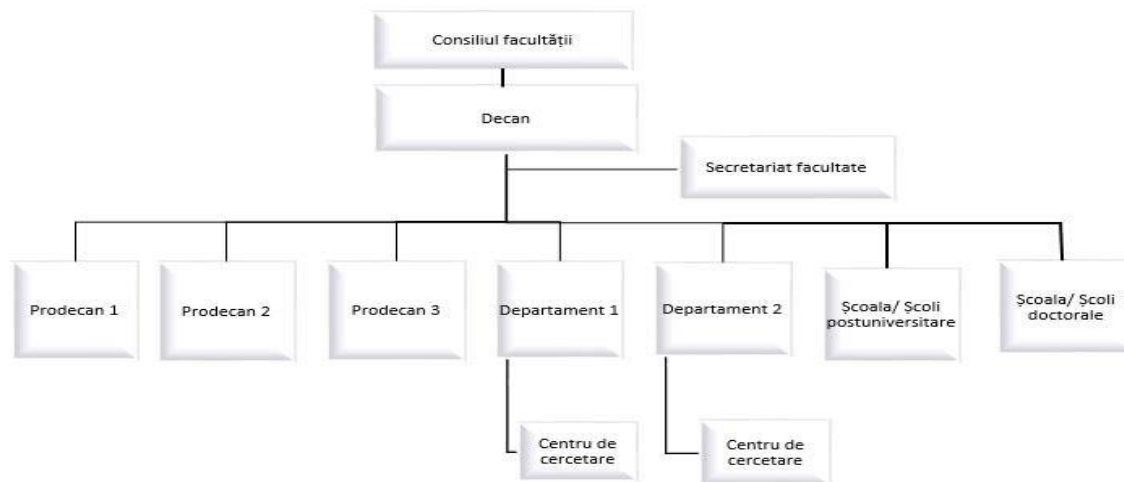 Consiliul facultății
Decan
Secretariat facultate
Prodecan 1
Prodecan 2
Prodecan 3
Departament 1
Departament 2
Școala/ Școli
postuniversitare
Școala/ Școli
doctorale
Centru de
cercetare
Centru de
cercetare